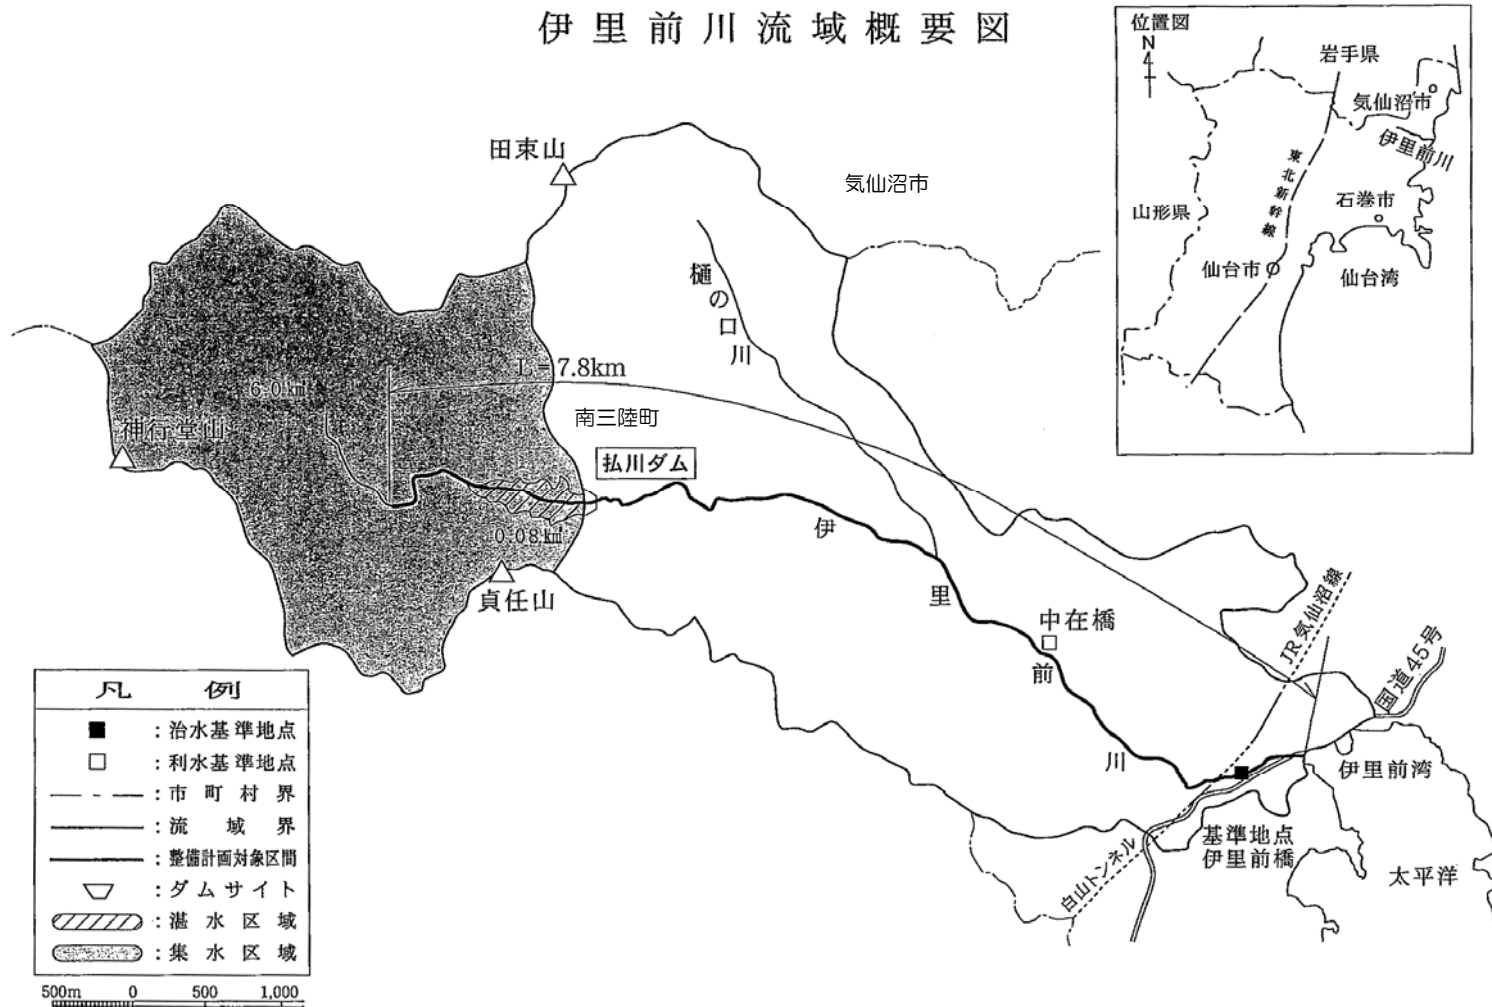 伊里前川流域概要図
位置図
N
岩手県
気仙沼市
伊里前川
東北新幹線
石巻市
山形県
仙台市
仙台湾
田束山
気仙沼市
樋の口川
L=7.8km
6.0k㎡
南三陸町
神行堂山
払川ダム
0.08k㎡
貞任山
伊里前川
中在橋
JR気仙沼線
国道45号
伊里前湾
基準地点
伊里前橋
太平洋
白山トンネル
凡 例
:治水基準地点
:利水基準地点
:市町村界
:流域界
:整備計画対象区間
:ダムサイト
:湛水区域
:集水区域
500m 0 500 1,000